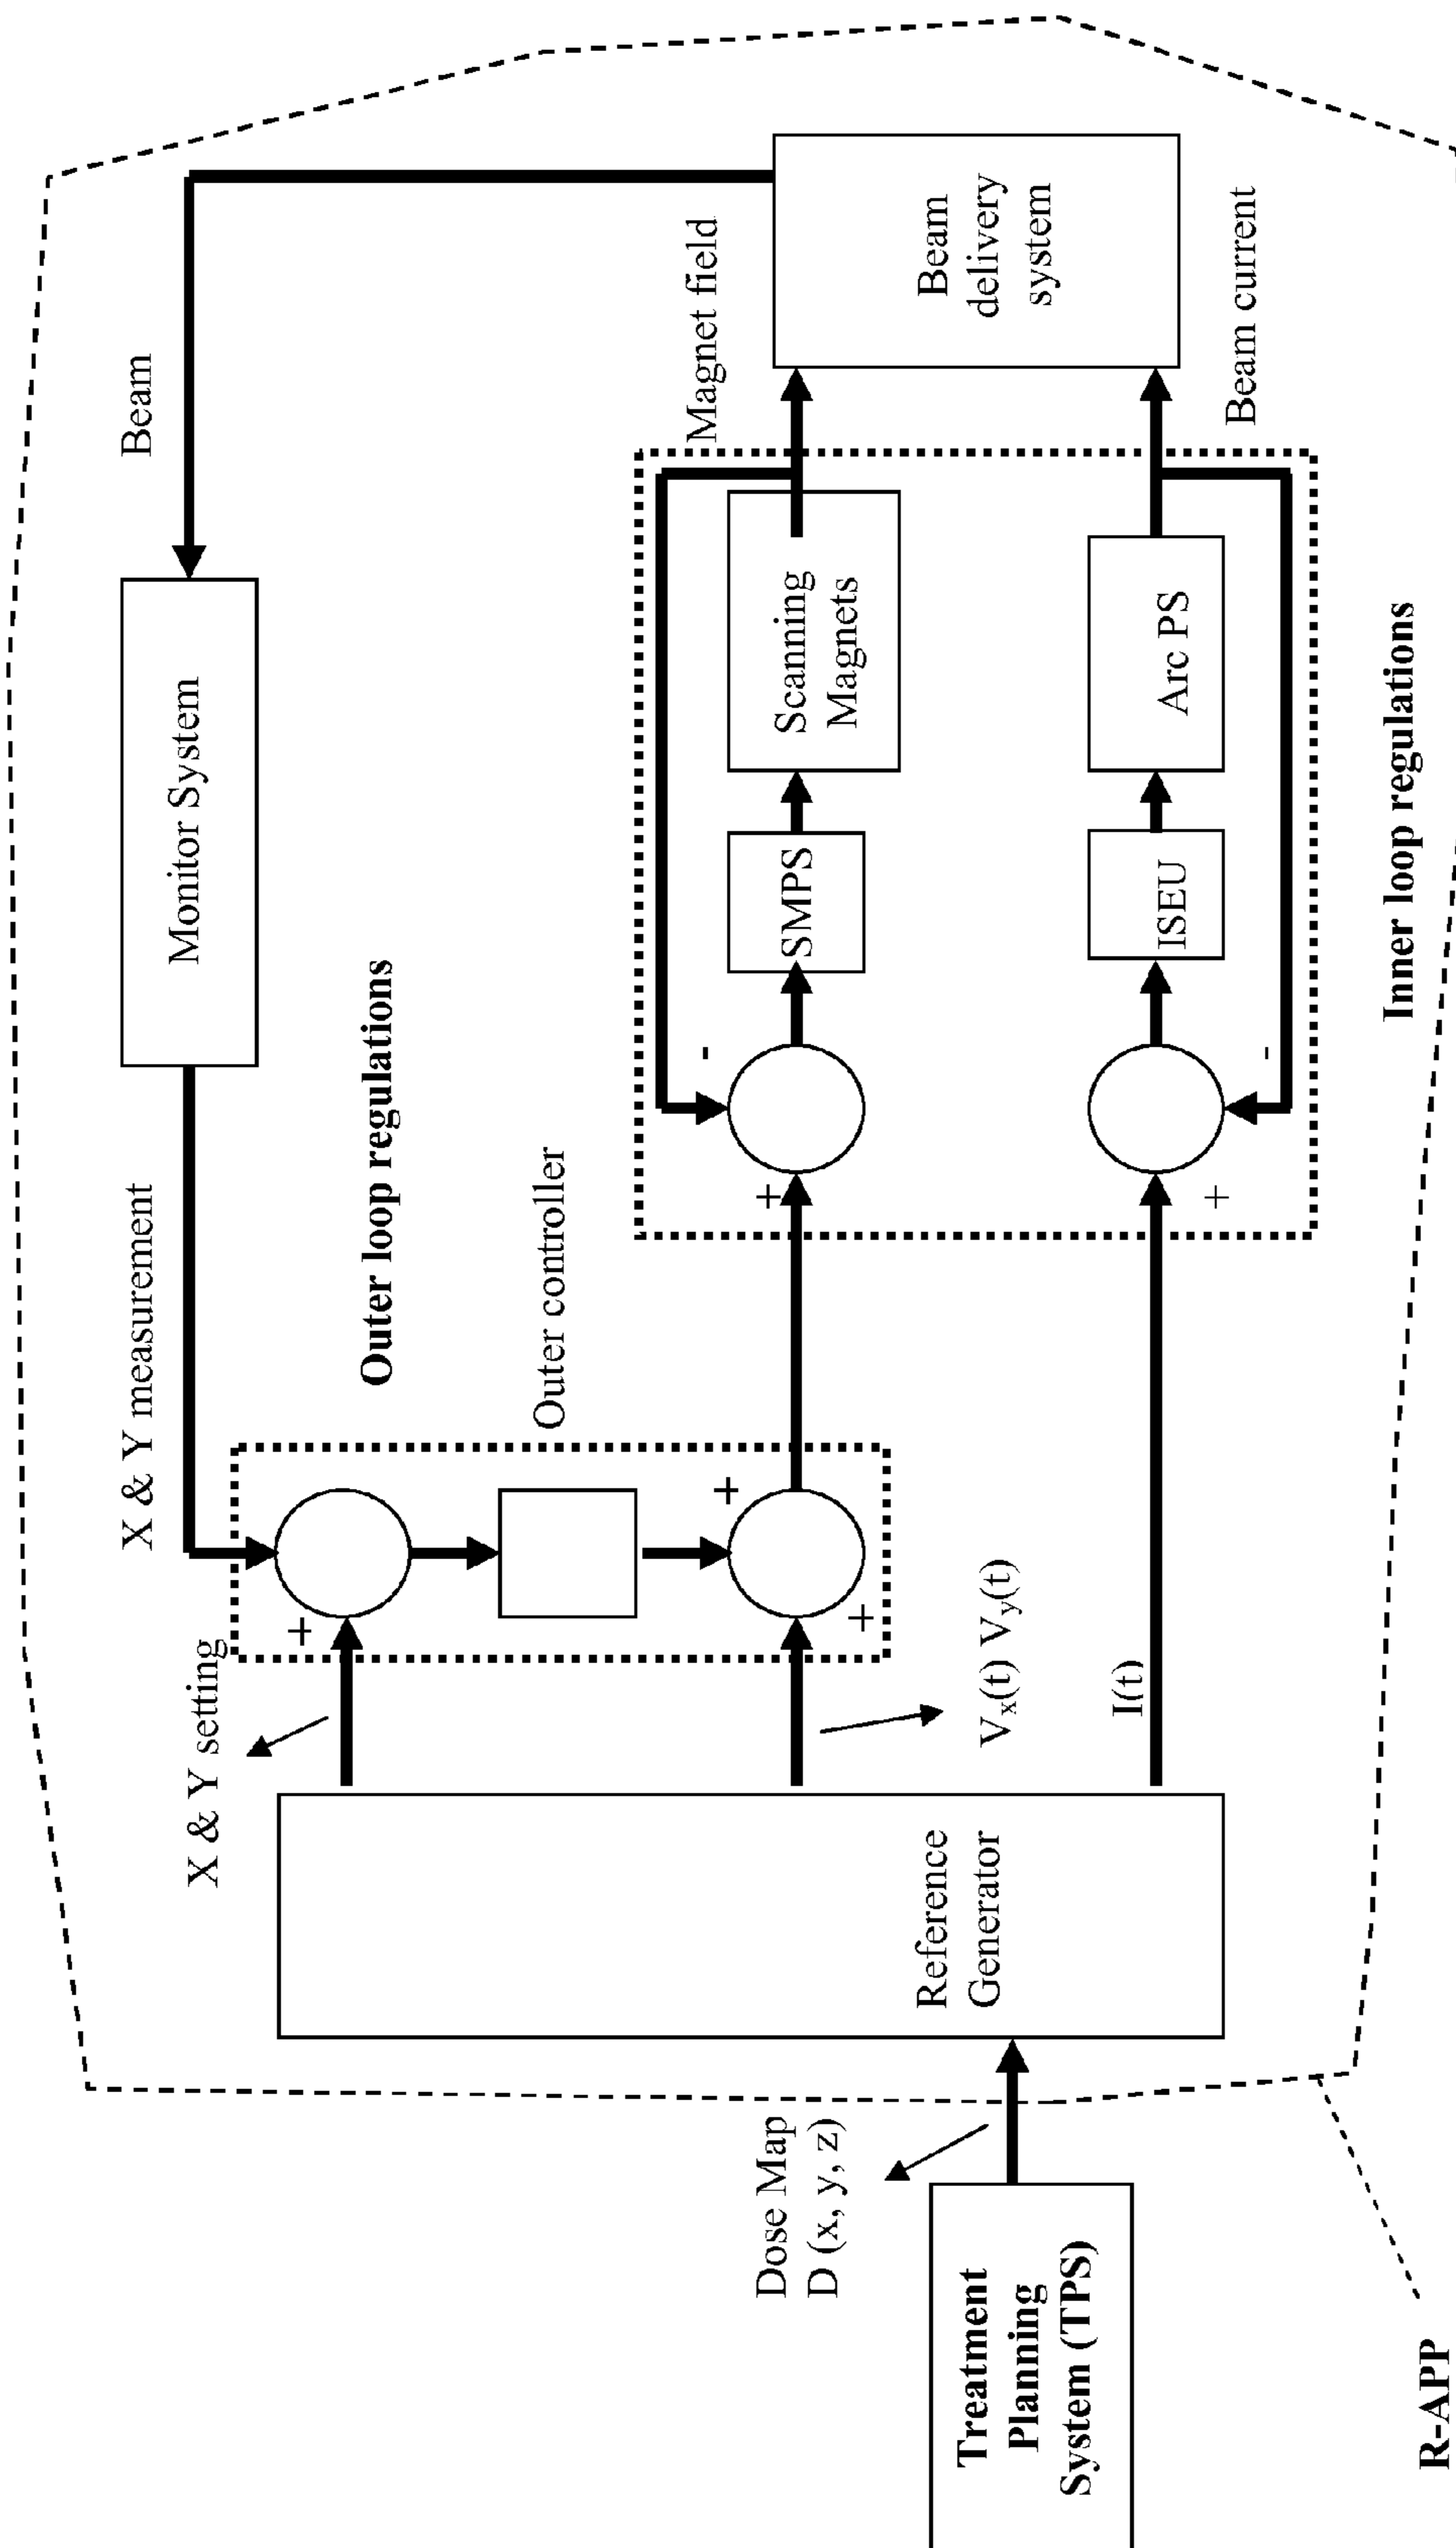 Treatment
Planning
System (TPS)
Dose Map
D (x, y, z)
R-APP
Reference
Generator
X & Y setting
+
Vx(t) Vy(t)
+
+
I(t)
X & Y measurement
Outer loop regulations
Outer controller
Monitor System
Beam
+
-
SMPS
Scanning
Magnets
Magnet field
+
-
ISEU
Arc PS
Beam current
Beam
delivery
system
Inner loop regulations